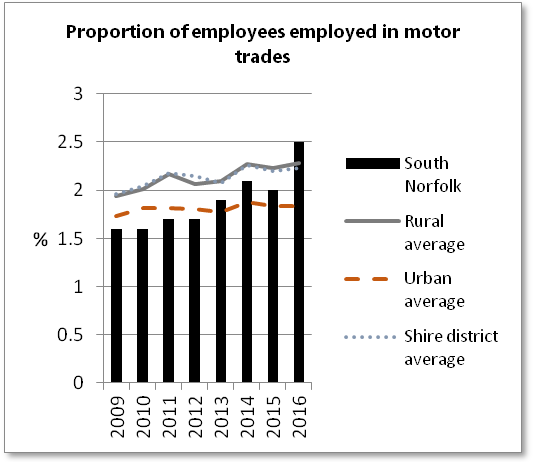 Proportion of employees employed in motor
trades
3
2.5
2
1.5
1
0.5
0
%
2009
2010
2011
2012
2013
2014
2015
2016
South
Norfolk
Rural
average
Urban
average
Shire district
average